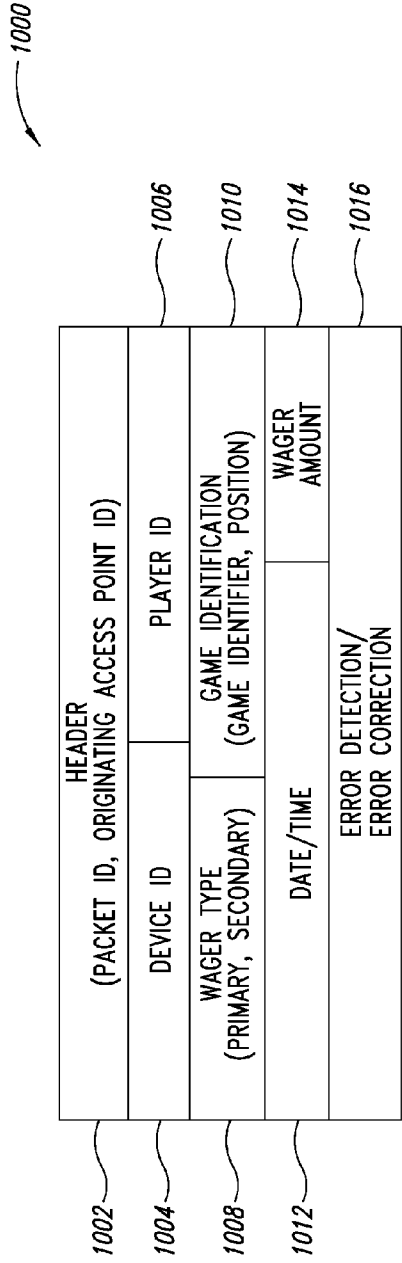 1000
1002
HEADER
(PACKET ID, ORIGINATING ACCESS POINT ID)
1004
DEVICE ID
PLAYER ID
1006
1008
WAGER TYPE
(PRIMARY, SECONDARY)
GAME IDENTIFICATION
(GAME IDENTIFIER, POSITION)
1010
1012
DATE/TIME
WAGER
AMOUNT
1014
ERROR DETECTION/
ERROR CORRECTION
1016